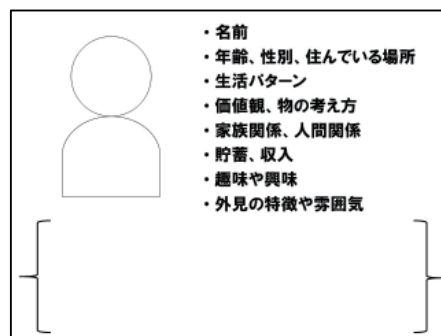 ・名前
・年齢、性別、住んでいる場所
・生活パターン
・価値観、物の考え方
・家族関係、人間関係
・貯蓄、収入
・趣味や興味
・外見の特徴や雰囲気